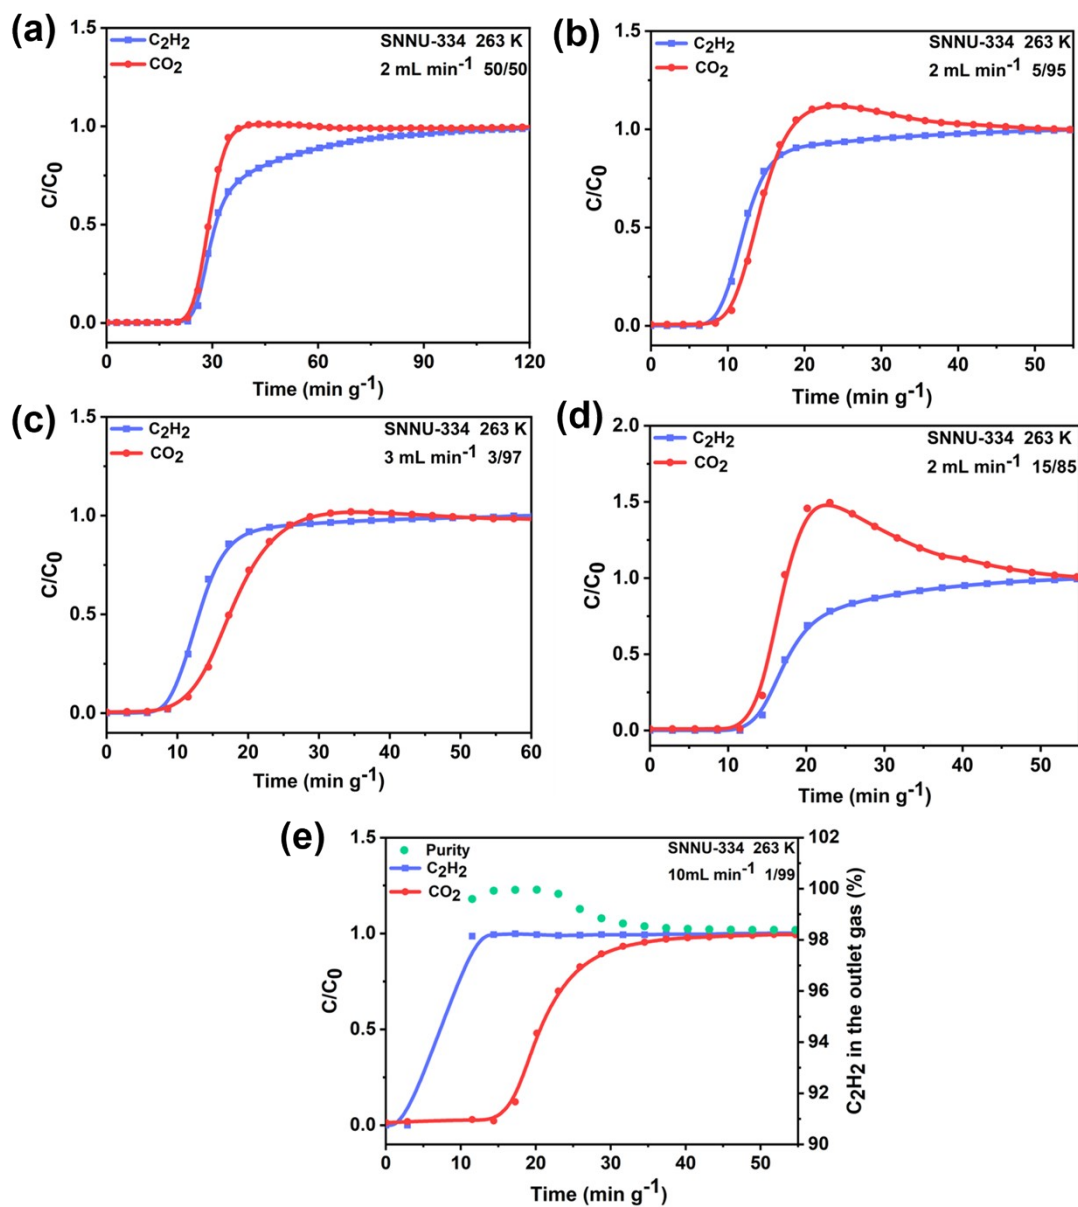 (a)
C₂H₂
CO₂
SNNU-334 263 K
2 mL min⁻¹ 50/50
1.5
1.0
0.5
0.0
C/C₀
0
30
60
90
120
Time (min g⁻¹)
(b)
C₂H₂
CO₂
SNNU-334 263 K
2 mL min⁻¹ 5/95
1.5
1.0
0.5
0.0
C/C₀
0
10
20
30
40
50
Time (min g⁻¹)
(c)
C₂H₂
CO₂
SNNU-334 263 K
3 mL min⁻¹ 3/97
1.5
1.0
0.5
0.0
C/C₀
0
10
20
30
40
50
60
Time (min g⁻¹)
(d)
C₂H₂
CO₂
SNNU-334 263 K
2 mL min⁻¹ 15/85
2.0
1.5
1.0
0.5
0.0
C/C₀
0
10
20
30
40
50
Time (min g⁻¹)
(e)
Purity
C₂H₂
CO₂
SNNU-334 263 K
10mL min⁻¹ 1/99
1.5
1.0
0.5
0.0
C/C₀
102
100
98
96
94
92
90
C₂H₂ in the outlet gas (%)
0
10
20
30
40
50
Time (min g⁻¹)